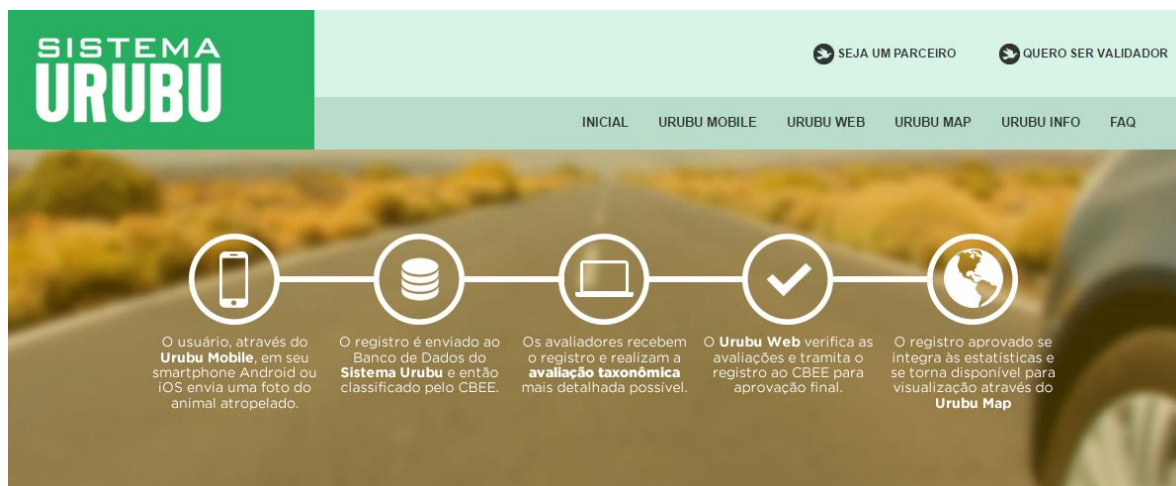 SISTEMA
URUBU
SEJA UM PARCEIRO
QUERO SER VALIDADOR
INICIAL
URUBU MOBILE
URUBU WEB
URUBU MAP
URUBU INFO
FAQ
O usuário, através do
Urubu Mobile, em seu
smartphone Android ou
iOS envia uma foto do
animal atropelado.
O registro é enviado ao
Banco de Dados do
Sistema Urubu e então
classificado pelo CBEE.
Os avaliadores recebem
o registro e realizam a
avaliação taxonômica
mais detalhada possível.
O Urubu Web verifica as
avaliações e tramita o
registro ao CBEE para
aprovação final.
O registro aprovado se
integra às estatísticas e
se torna disponível para
visualização através do
Urubu Map